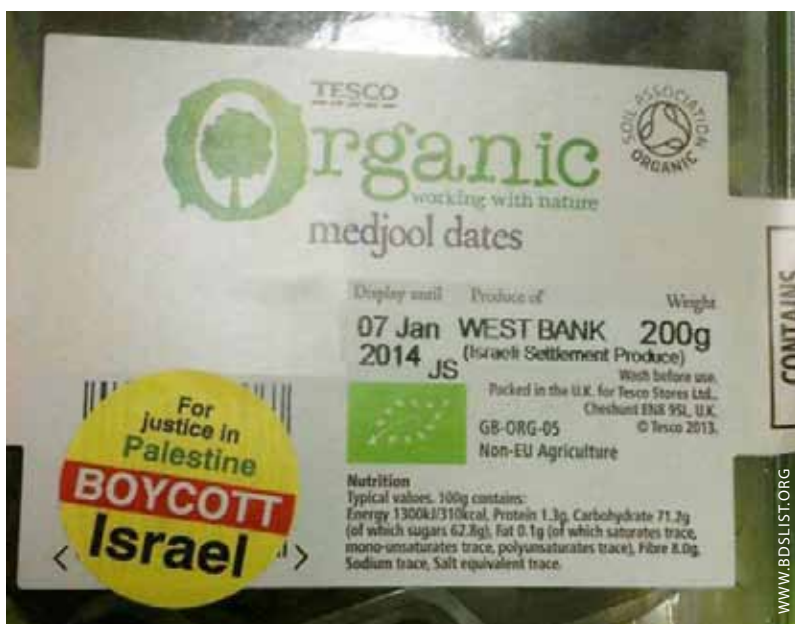 TESCO
Organic
working with nature
medjool dates
SOIL ASSOCIATION
ORGANIC
Display until Produce of Weight
07 Jan WEST BANK 200g
2014 JS (Israeli Settlement Produce)
Wash before use.
Packed in the U.K. for Tesco Stores Ltd.,
Cheshunt EN8 9SL, U.K.
GB-ORG-05 © Tesco 2013.
Non-EU Agriculture
Nutrition
Typical values. 100g contains:
Energy 1300kJ/310kcal, Protein 1.3g, Carbohydrate 71.2g
(of which sugars 62.8g), Fat 0.1g (of which saturates trace,
mono-unsaturates trace, polyunsaturates trace), Fibre 8.0g,
Sodium trace, Salt equivalent trace.
For
justice in
Palestine
BOYCOTT
Israel
< >
CONTAINS
WWW.BDSLIST.ORG